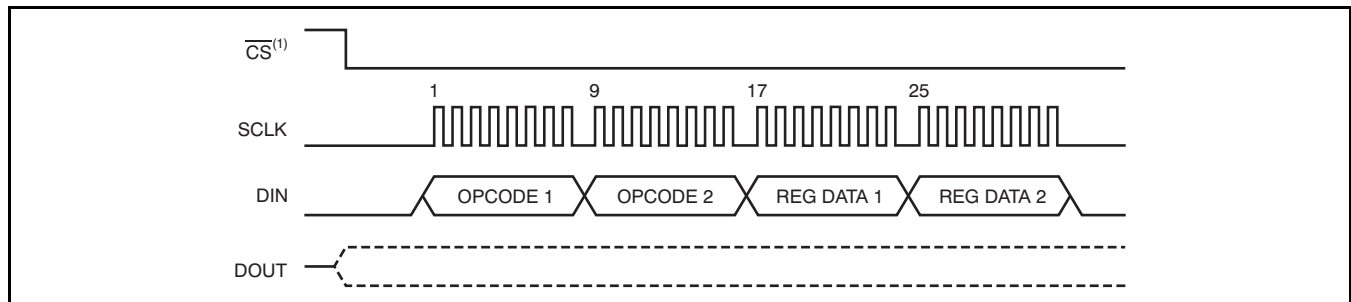 CS(1)
1 9 17 25
SCLK
DIN OPCODE 1 OPCODE 2 REG DATA 1 REG DATA 2
DOUT